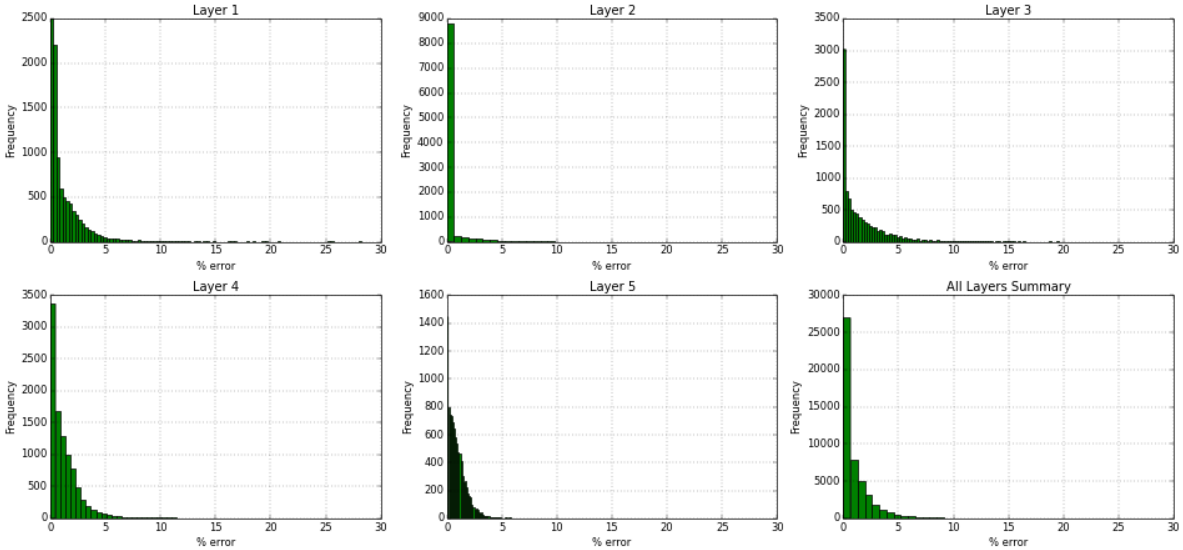 Layer 1
2500
2000
1500
1000
500
0
Frequency
0 5 10 15 20 25 30
% error
Layer 2
9000
8000
7000
6000
5000
4000
3000
2000
1000
0
Frequency
0 5 10 15 20 25 30
% error
Layer 3
3500
3000
2500
2000
1500
1000
500
0
Frequency
0 5 10 15 20 25 30
% error
Layer 4
3500
3000
2500
2000
1500
1000
500
0
Frequency
0 5 10 15 20 25 30
% error
Layer 5
1600
1400
1200
1000
800
600
400
200
0
Frequency
0 5 10 15 20 25 30
% error
All Layers Summary
30000
25000
20000
15000
10000
5000
0
Frequency
0 5 10 15 20 25 30
% error